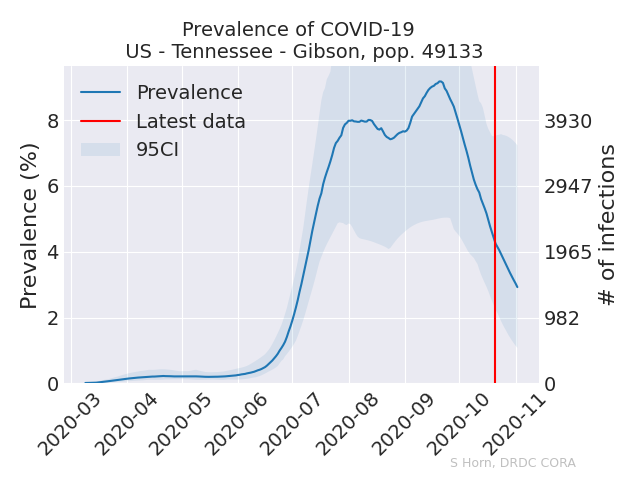 Prevalence of COVID-19
US - Tennessee - Gibson, pop. 49133
Prevalence
Latest data
95CI
Prevalence (%)
8
6
4
2
0
3930
2947
1965
982
0
# of infections
2020-03
2020-04
2020-05
2020-06
2020-07
2020-08
2020-09
2020-10
2020-11
S Horn, DRDC CORA